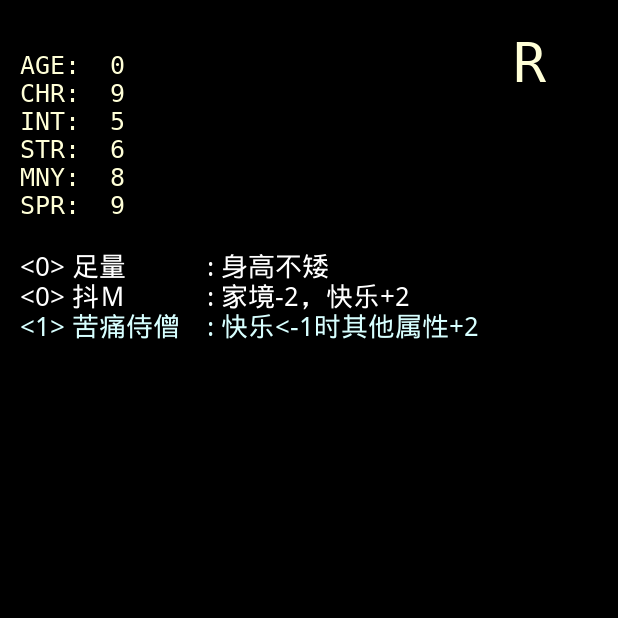 R
AGE: 0
CHR: 9
INT: 5
STR: 6
MNY: 8
SPR: 9
<0> 足量 : 身高不矮
<0> 抖M : 家境-2，快乐+2
<1> 苦痛侍僧 : 快乐<-1时其他属性+2